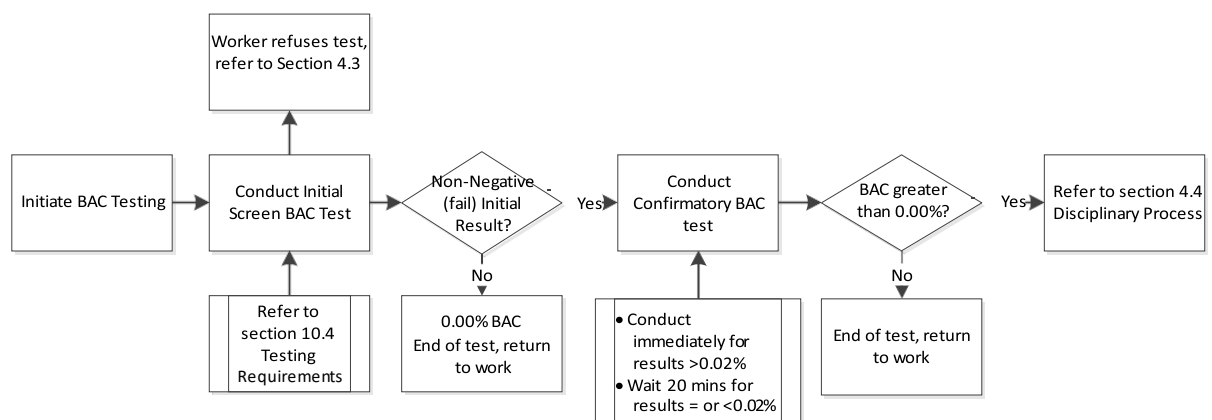 Worker refuses test,
refer to Section 4.3
Initiate BAC Testing
Conduct Initial
Screen BAC Test
Non-Negative
(fail) Initial
Result?
Yes
Conduct
Confirmatory BAC
test
BAC greater
than 0.00%?
Yes
Refer to section 4.4
Disciplinary Process
No
No
Refer to
section 10.4
Testing
Requirements
0.00% BAC
End of test, return
to work
• Conduct
immediately for
results >0.02%
• Wait 20 mins for
results = or <0.02%
End of test, return
to work